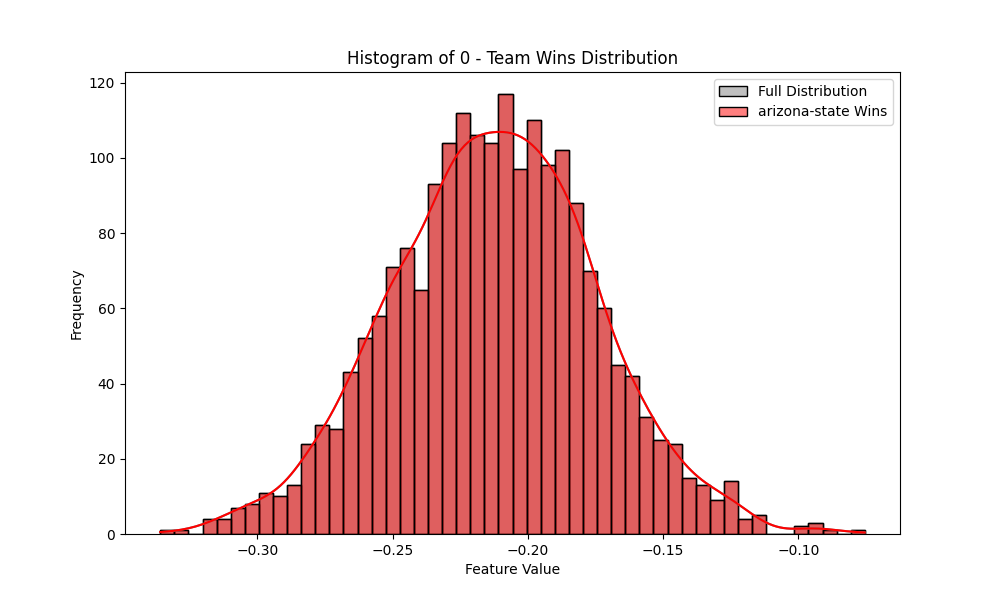 Histogram of 0 - Team Wins Distribution
Full Distribution
arizona-state Wins
120
100
80
60
40
20
0
Frequency
−0.30
−0.25
−0.20
−0.15
−0.10
Feature Value